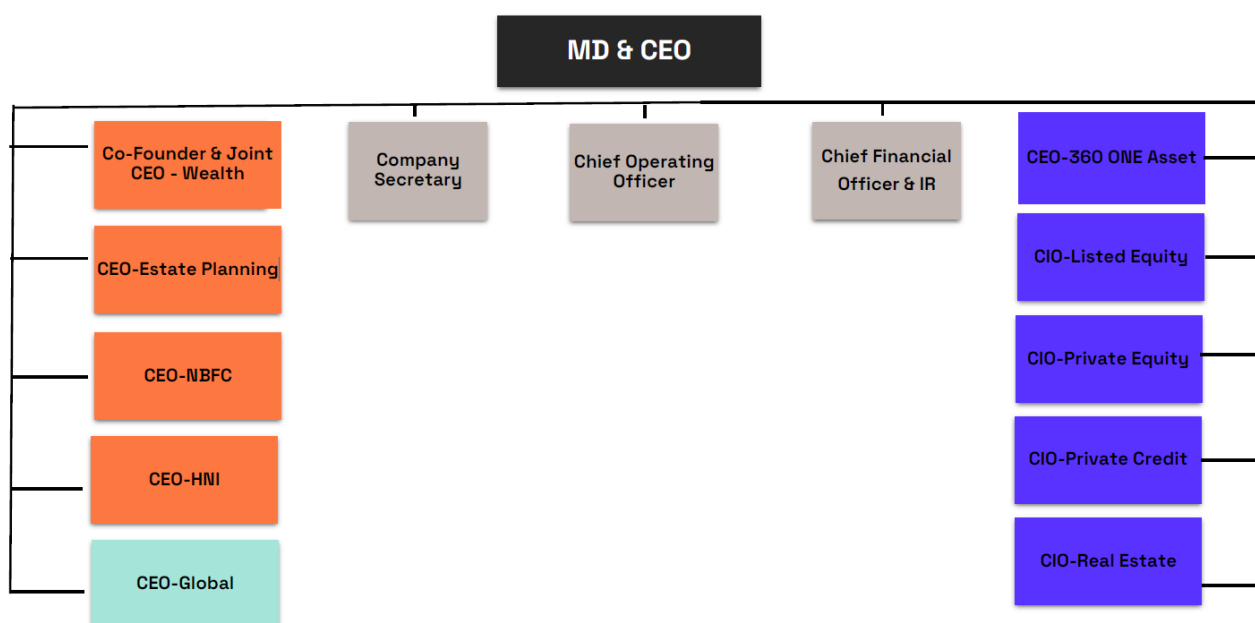 MD & CEO
Co-Founder & Joint
CEO - Wealth
Company
Secretary
Chief Operating
Officer
Chief Financial
Officer & IR
CEO-360 ONE Asset
CEO-Estate Planning
CIO-Listed Equity
CEO-NBFC
CIO-Private Equity
CEO-HNI
CIO-Private Credit
CEO-Global
CIO-Real Estate